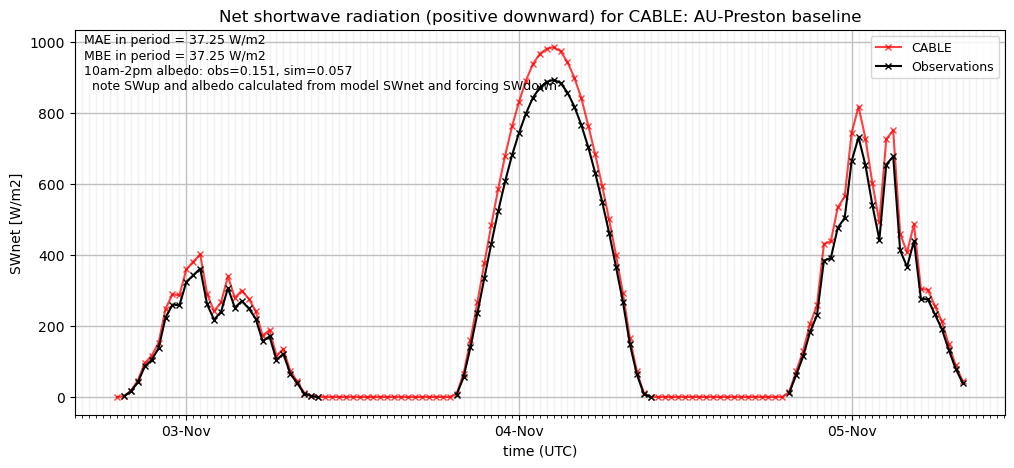 Net shortwave radiation (positive downward) for CABLE: AU-Preston baseline
MAE in period = 37.25 W/m2
MBE in period = 37.25 W/m2
10am-2pm albedo: obs=0.151, sim=0.057
note SWup and albedo calculated from model SWnet and forcing SWdown
CABLE
Observations
SWnet [W/m2]
1000
800
600
400
200
0
03-Nov
04-Nov
05-Nov
time (UTC)